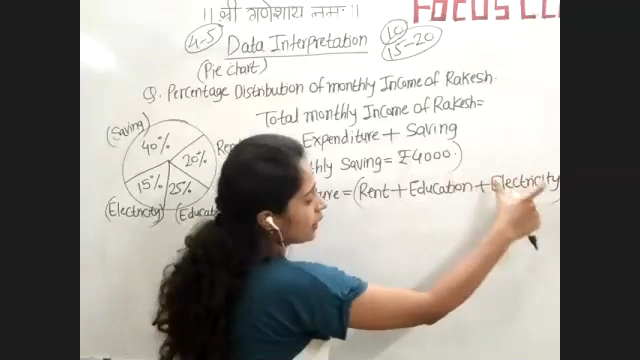 ।। श्री गणेशाय नमः ।।
FOCUS
4-5 Data Interpretation 10 15-20
(Pie chart)
Q. Percentage Distribution of monthly Income of Rakesh.
Total monthly Income of Rakesh=
Expenditure + Saving
(Saving)
40%
20%
15%
25%
(Electricity)
Saving = ₹4000.)
= (Rent + Education + Electricity)